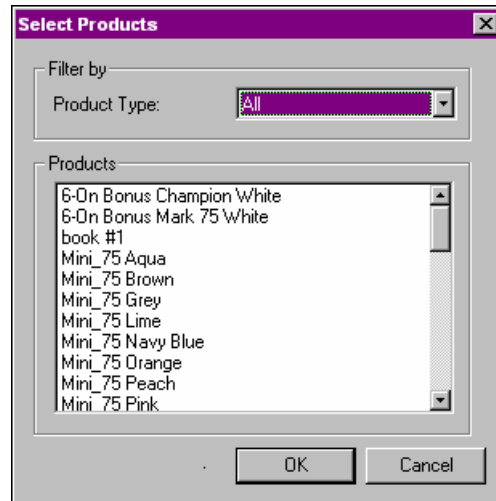 Select Products
Filter by
Product Type: All
Products
6-On Bonus Champion White
6-On Bonus Mark 75 White
book #1
Mini_75 Aqua
Mini_75 Brown
Mini_75 Grey
Mini_75 Lime
Mini_75 Navy Blue
Mini_75 Orange
Mini_75 Peach
Mini_75 Pink
OK Cancel